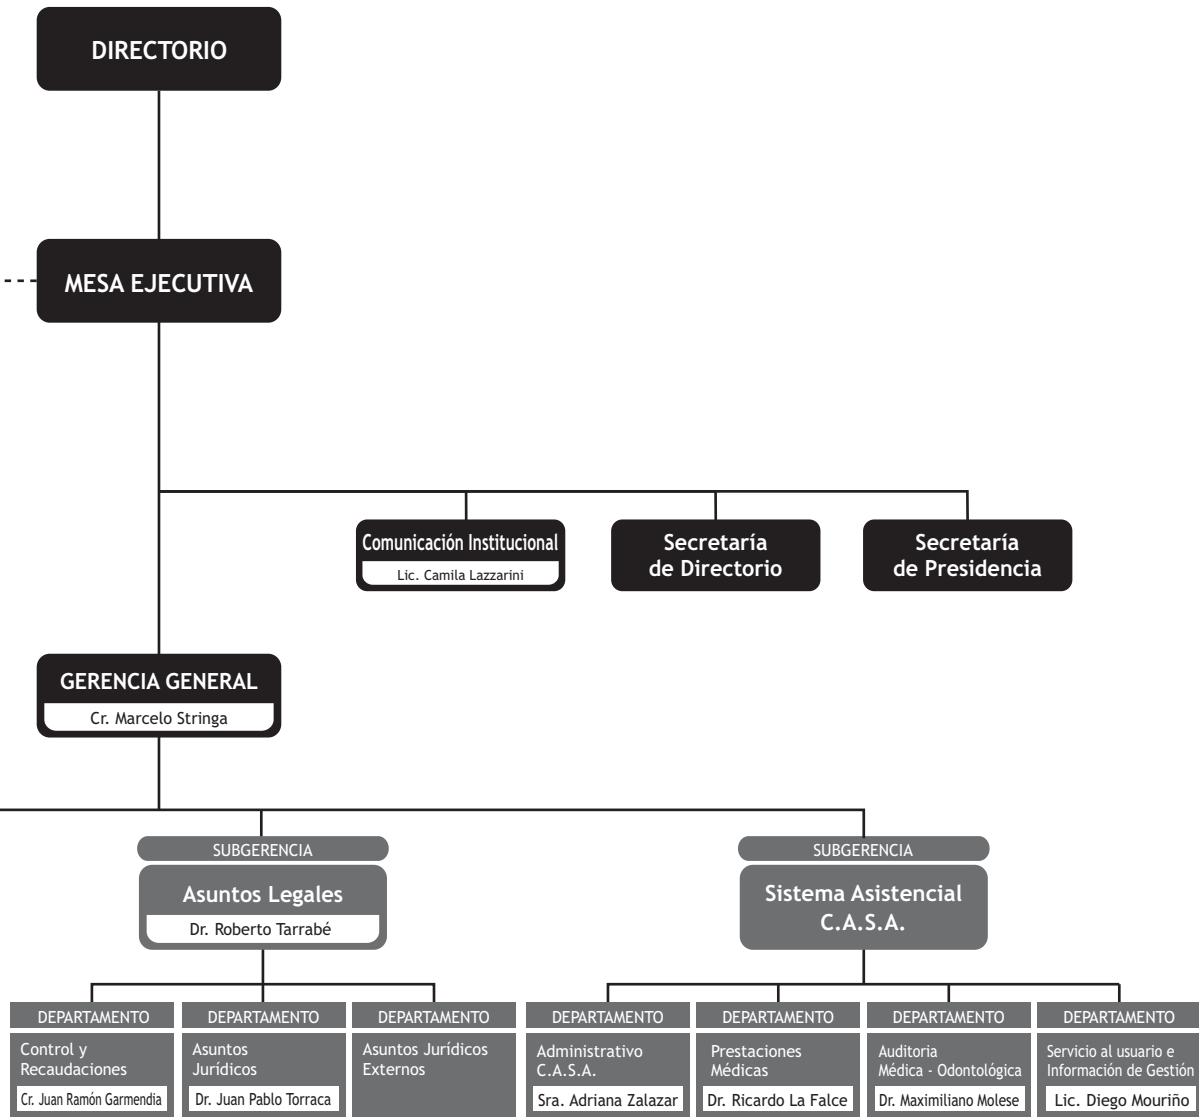 DIRECTORIO
MESA EJECUTIVA
Comunicación Institucional
Lic. Camila Lazzarini
Secretaría
de Directorio
Secretaría
de Presidencia
GERENCIA GENERAL
Cr. Marcelo Stringa
SUBGERENCIA
Asuntos Legales
Dr. Roberto Tarrabé
SUBGERENCIA
Sistema Asistencial
C.A.S.A.
DEPARTAMENTO
Control y
Recaudaciones
Cr. Juan Ramón Garmendia
DEPARTAMENTO
Asuntos
Jurídicos
Dr. Juan Pablo Torraca
DEPARTAMENTO
Asuntos Jurídicos
Externos
DEPARTAMENTO
Administrativo
C.A.S.A.
Sra. Adriana Zalazar
DEPARTAMENTO
Prestaciones
Médicas
Dr. Ricardo La Falce
DEPARTAMENTO
Auditoria
Médica - Odontológica
Dr. Maximiliano Molese
DEPARTAMENTO
Servicio al usuario e
Información de Gestión
Lic. Diego Mouriño